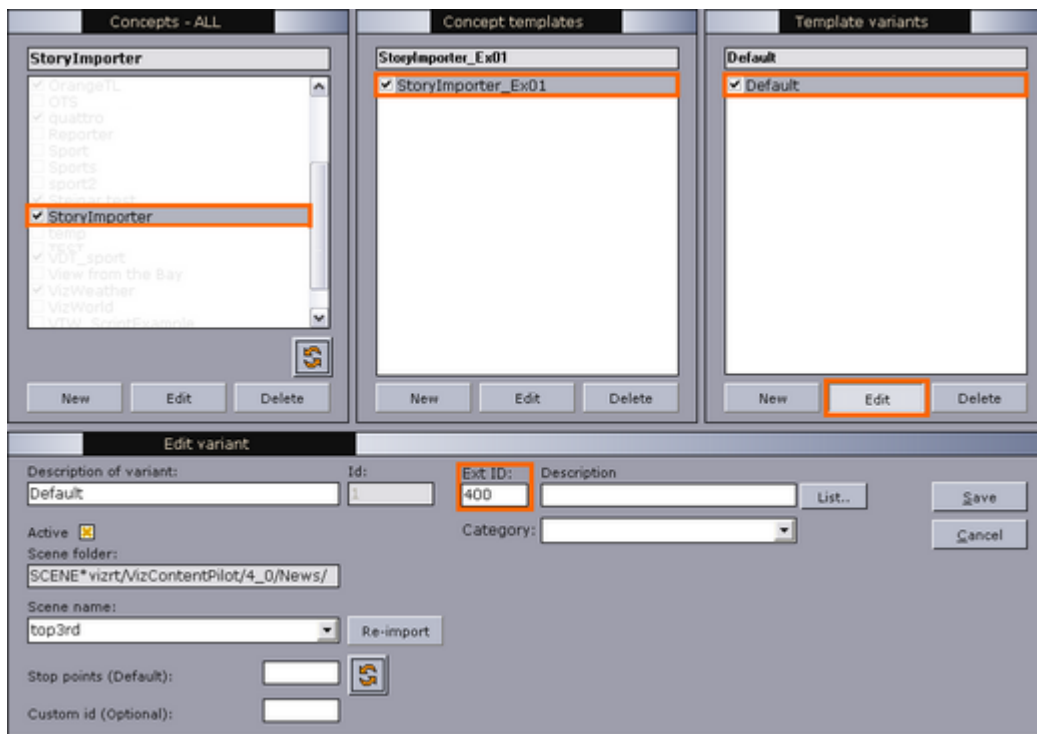 Concepts - ALL
Concept templates
Template variants
StoryImporter
StoryImporter_Ex01
Default
OrangeTL
OTS
quattro
Reporter
Sport
Sports
sport2
Steinar test
StoryImporter
temp
TEST
VDT_sport
View from the Bay
VizWeather
VizWorld
VTW_ScriptExample
StoryImporter_Ex01
Default
New
Edit
Delete
New
Edit
Delete
New
Edit
Delete
Edit variant
Description of variant:
Id:
Ext ID:
Description
Default
1
400
List..
Save
Active
Category:
Cancel
Scene folder:
SCENE*vizrt/VizContentPilot/4_0/News/
Scene name:
top3rd
Re-import
Stop points (Default):
Custom id (Optional):